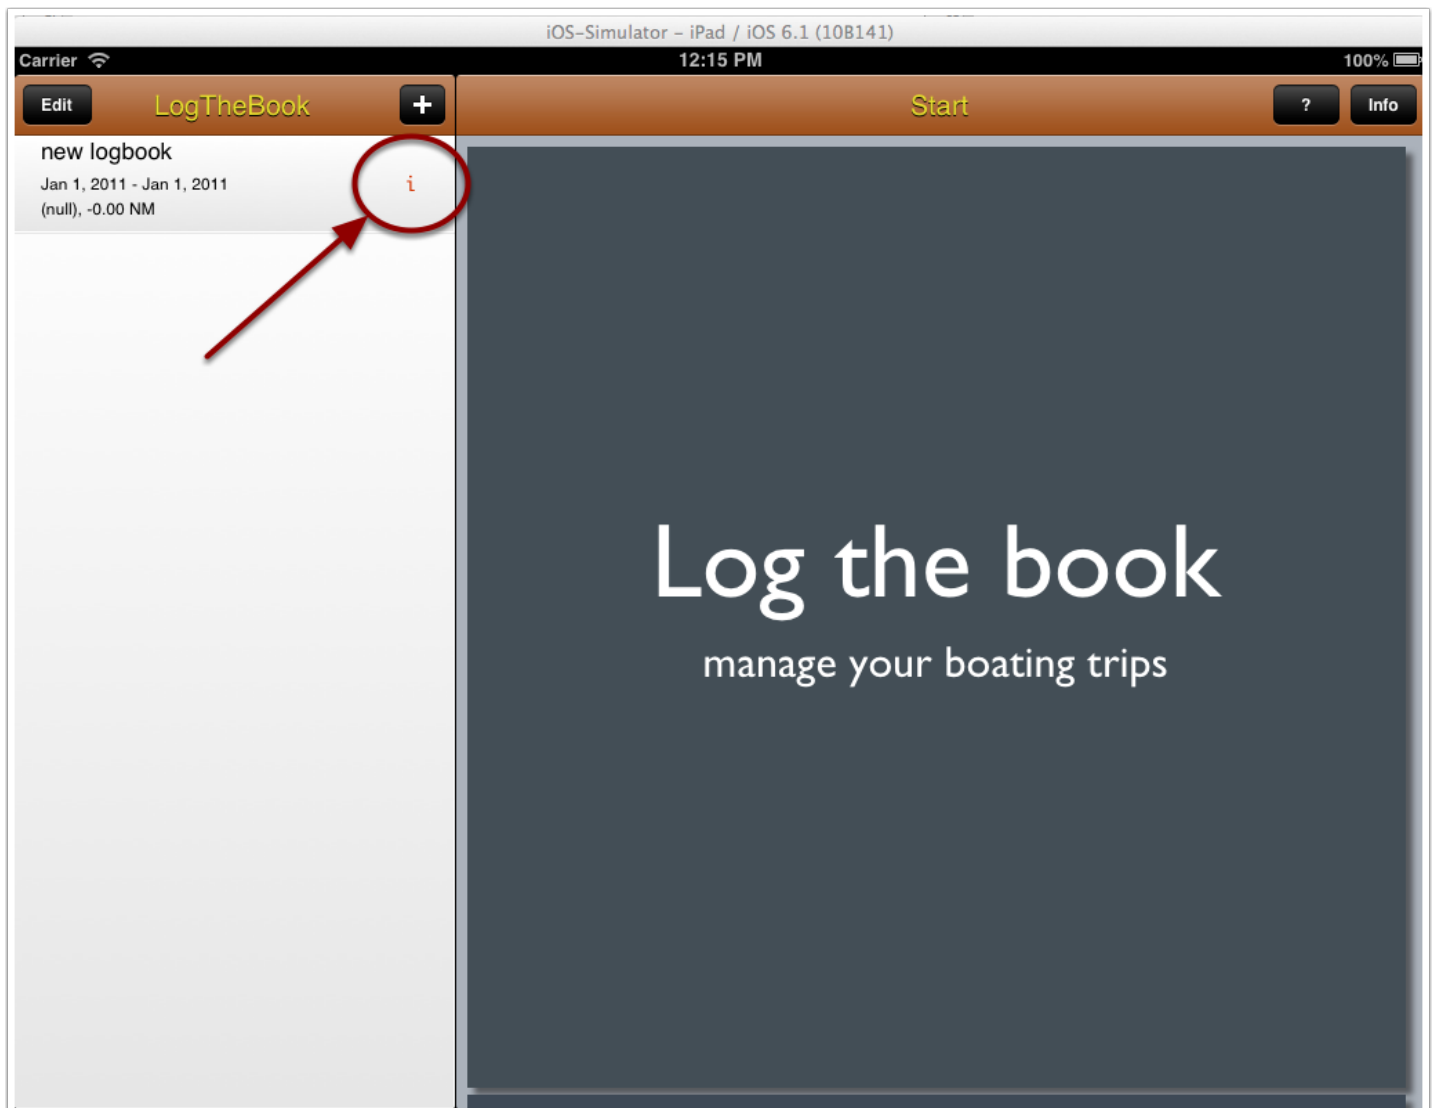 iOS-Simulator – iPad / iOS 6.1 (10B141)
Carrier 12:15 PM 100%
Edit LogTheBook + Start ? Info
new logbook
Jan 1, 2011 - Jan 1, 2011 i
(null), -0.00 NM
Log the book
manage your boating trips